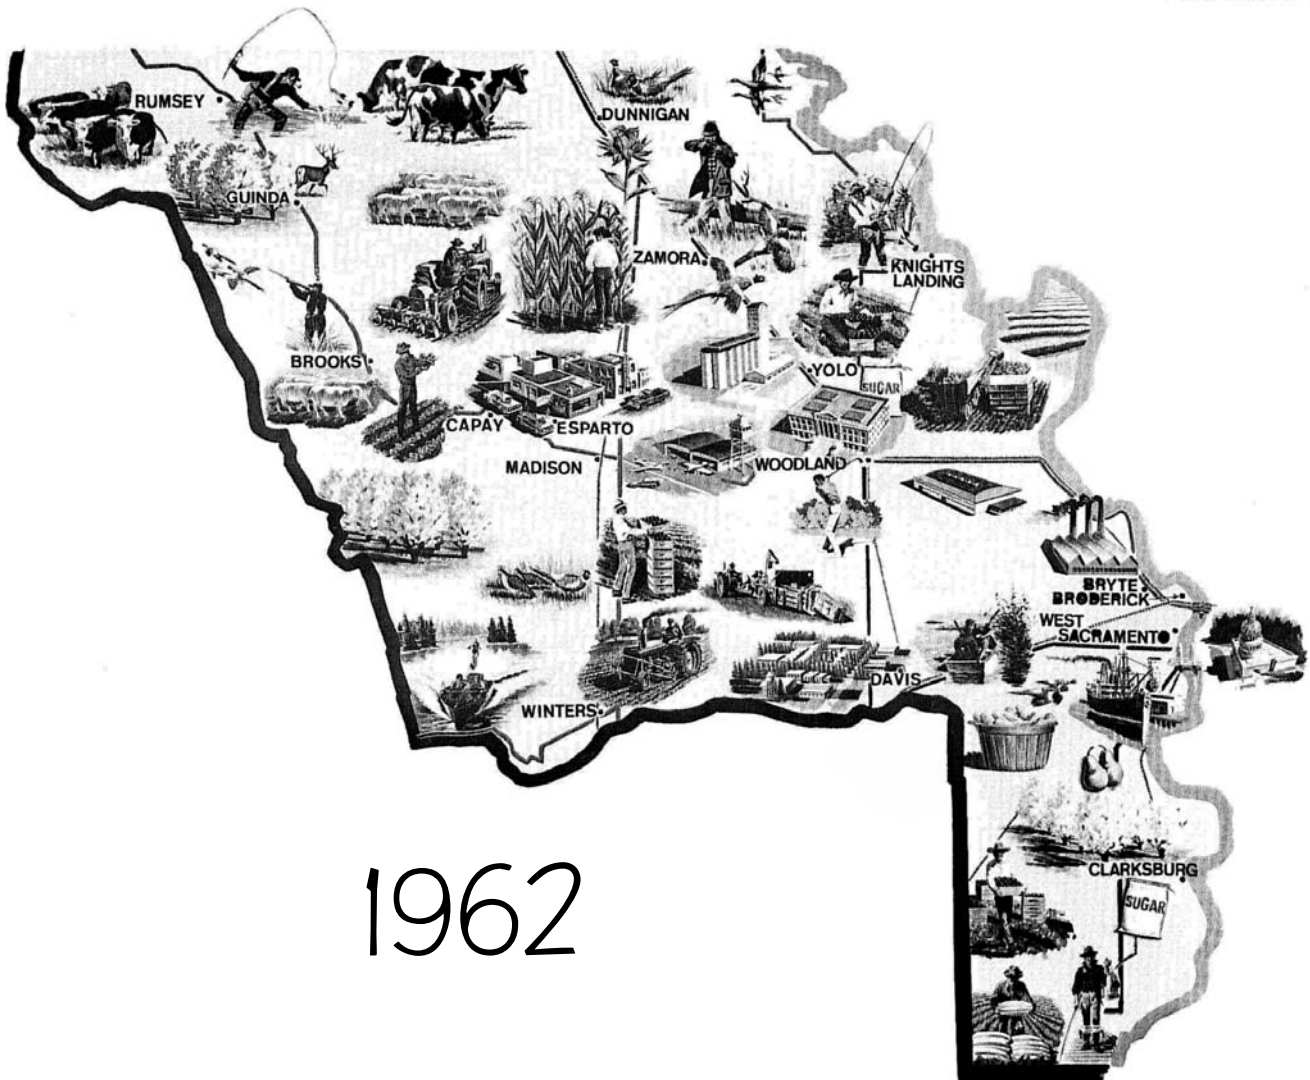 RUMSEY
DUNNIGAN
GUINDA
ZAMORA
KNIGHTS
LANDING
BROOKS
YOLO
SUGAR
CAPAY
ESPARTO
MADISON
WOODLAND
BRYTE
BRODERICK
WEST
SACRAMENTO
DAVIS
WINTERS
CLARKSBURG
SUGAR
1962